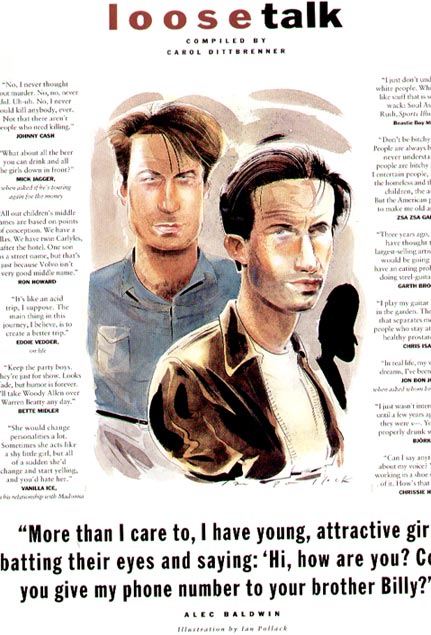 loose talk
COMPILED BY
CAROL DITTBRENNER
"No, I never thought
out murder. No, no, never
did. Uh-uh. No, I never
ould kill anybody, ever.
Not that there aren't
people who need killing."
JOHNNY CASH
"What about all the beer
you can drink and all
he girls down in front?"
MICK JAGGER,
when asked if he's touring
again for the money
All out children's middle
names are based on points
of conception. We have a
llas. We have twin Carlyles,
after the hotel. One son
is a street name, but that's
just because Volvo isn't
very good middle name."
RON HOWARD
"It's like an acid
trip, I suppose. The
main thing in this
journey, I believe, is to
create a better trip."
EDDIE VEDDER,
on life
"Keep the party boys.
hey're just for show. Looks
ade, but humor is forever.
'll take Woody Allen over
Warren Beatty any day."
BETTE MIDLER
"She would change
personalities a lot.
Sometimes she acts like
a shy little girl, but all
of a sudden she'd
change and start yelling,
and you'd hate her."
VANILLA ICE,
his relationship with Madonna
"I just don't und
white people. Wh
like stuff that is s
wack: Soul As
Rush, Sports Illu
Beastie Boy M
"Don't be bitchy
People are always b
never understa
people are bitchy
I entertain people,
the homeless and th
children, the a
But the American p
to make me old a
ZSA ZSA GA
"Three years ago,
have thought t
largest-selling artis
would be going
have an eating prol
doing steel-guita
GARTH BRO
"I play my guitar
in the garden. The
that separates me
people who stay at
healthy prostate
CHRIS ISA
"In real life, my v
dreams, I've been
JON BON J
when asked whom he
"I just wasn't intere
until a few years ag
they were s—. Ye
properly drunk w
BJÖRK
"Can I say anyt
about my voice?
working in a shoe s
of it. How's that
CHRISSIE H
"More than I care to, I have young, attractive gir
batting their eyes and saying: 'Hi, how are you? Co
you give my phone number to your brother Billy?'
ALEC BALDWIN
Illustration by Ian Pollack